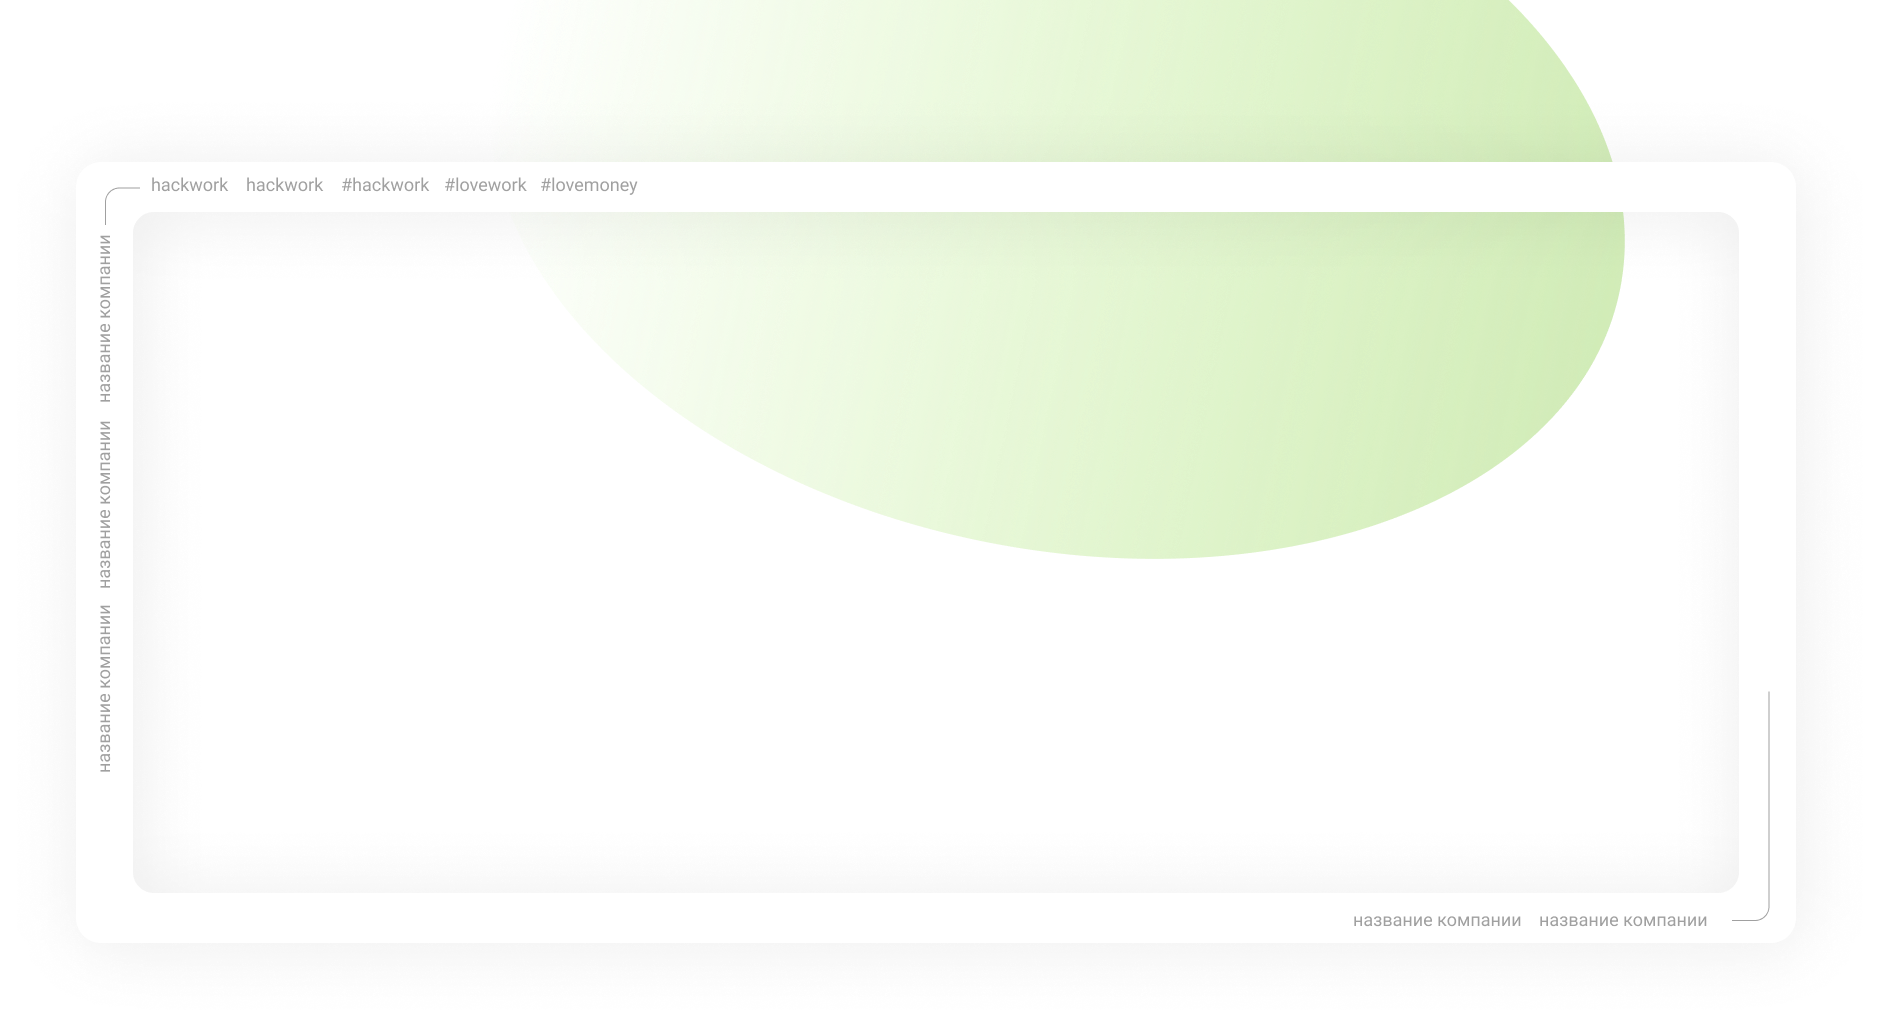 hackwork hackwork #hackwork #lovework #lovemoney
название компании название компании название компании
название компании название компании